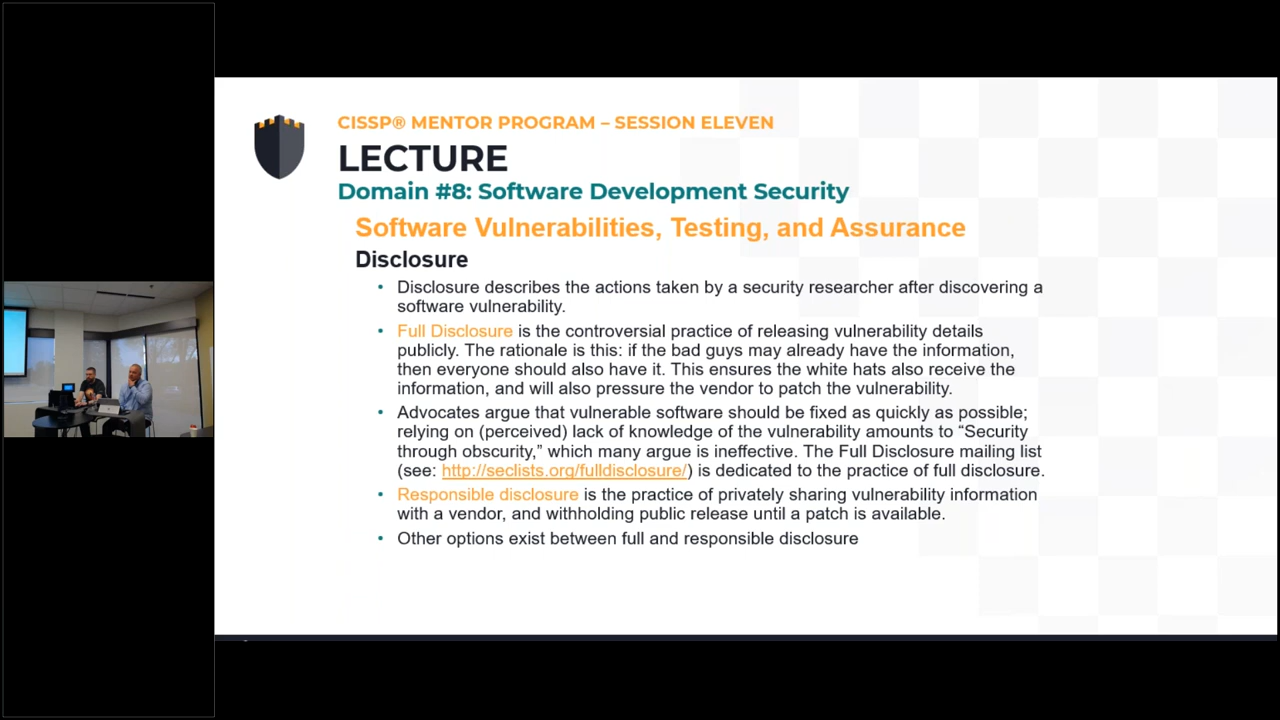 CISSP® MENTOR PROGRAM – SESSION ELEVEN
LECTURE
Domain #8: Software Development Security
Software Vulnerabilities, Testing, and Assurance
Disclosure
• Disclosure describes the actions taken by a security researcher after discovering a
software vulnerability.
• Full Disclosure is the controversial practice of releasing vulnerability details
publicly. The rationale is this: if the bad guys may already have the information,
then everyone should also have it. This ensures the white hats also receive the
information, and will also pressure the vendor to patch the vulnerability.
• Advocates argue that vulnerable software should be fixed as quickly as possible;
relying on (perceived) lack of knowledge of the vulnerability amounts to “Security
through obscurity,” which many argue is ineffective. The Full Disclosure mailing list
(see: http://seclists.org/fulldisclosure/) is dedicated to the practice of full disclosure.
• Responsible disclosure is the practice of privately sharing vulnerability information
with a vendor, and withholding public release until a patch is available.
• Other options exist between full and responsible disclosure